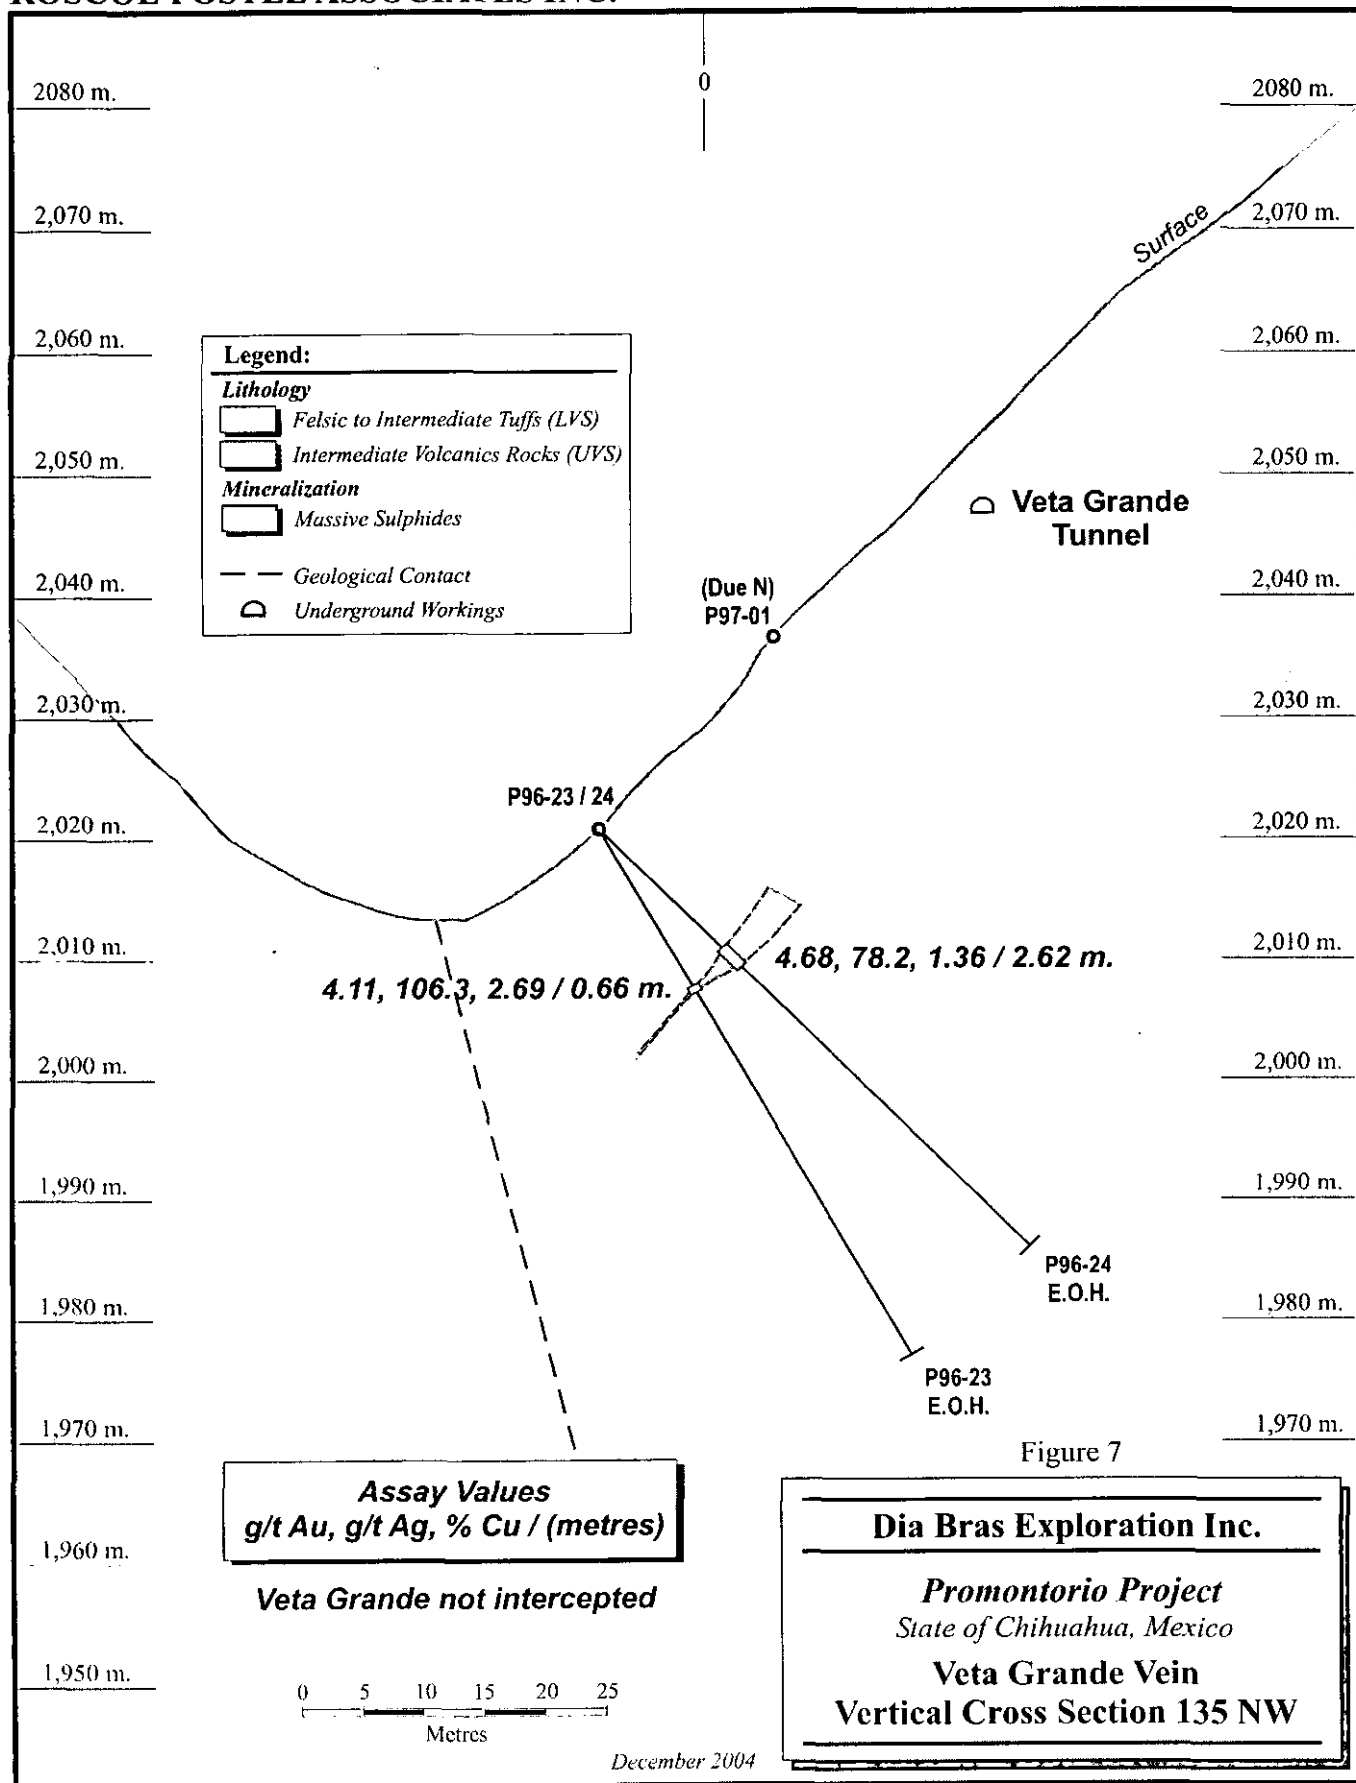 ROSCOE POSTLE ASSOCIATES INC.
0
2080 m.
2080 m.
2,070 m.
2,070 m.
Surface
2,060 m.
2,060 m.
Legend:
Lithology
Felsic to Intermediate Tuffs (LVS)
Intermediate Volcanics Rocks (UVS)
Mineralization
Massive Sulphides
Geological Contact
Underground Workings
2,050 m.
2,050 m.
Veta Grande
Tunnel
2,040 m.
2,040 m.
(Due N)
P97-01
2,030 m.
2,030 m.
P96-23 / 24
2,020 m.
2,020 m.
2,010 m.
2,010 m.
4.68, 78.2, 1.36 / 2.62 m.
4.11, 106.3, 2.69 / 0.66 m.
2,000 m.
2,000 m.
1,990 m.
1,990 m.
P96-24
E.O.H.
1,980 m.
1,980 m.
P96-23
E.O.H.
1,970 m.
1,970 m.
Figure 7
Assay Values
g/t Au, g/t Ag, % Cu / (metres)
1,960 m.
Veta Grande not intercepted
1,950 m.
0 5 10 15 20 25
Metres
December 2004
Dia Bras Exploration Inc.
Promontorio Project
State of Chihuahua, Mexico
Veta Grande Vein
Vertical Cross Section 135 NW